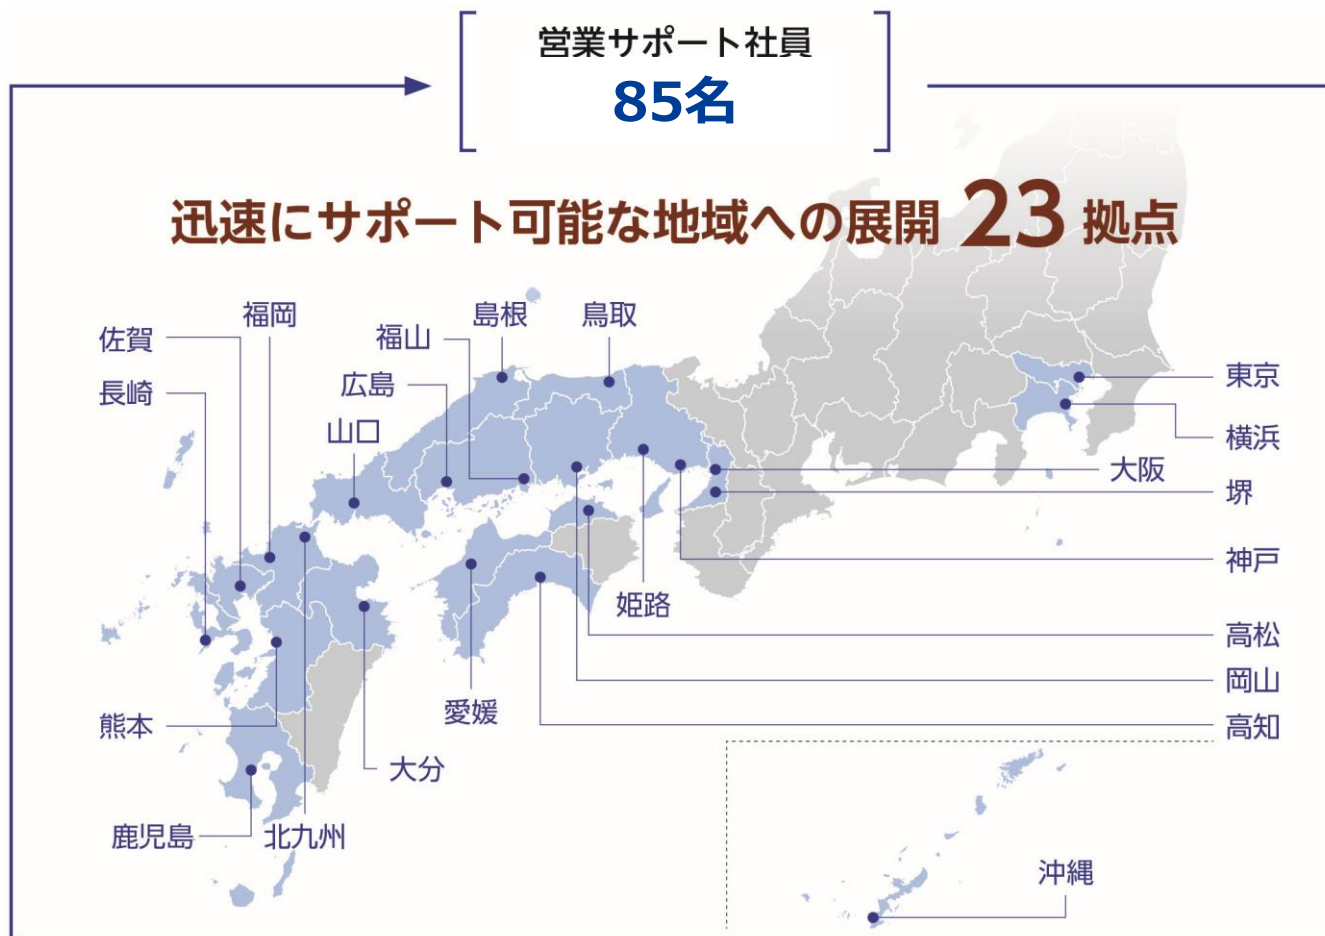 営業サポート社員
85名
迅速にサポート可能な地域への展開 23 拠点
福岡
島根
鳥取
佐賀
福山
長崎
広島
山口
東京
横浜
大阪
堺
神戸
姫路
高松
岡山
愛媛
高知
熊本
大分
鹿児島
北九州
沖縄